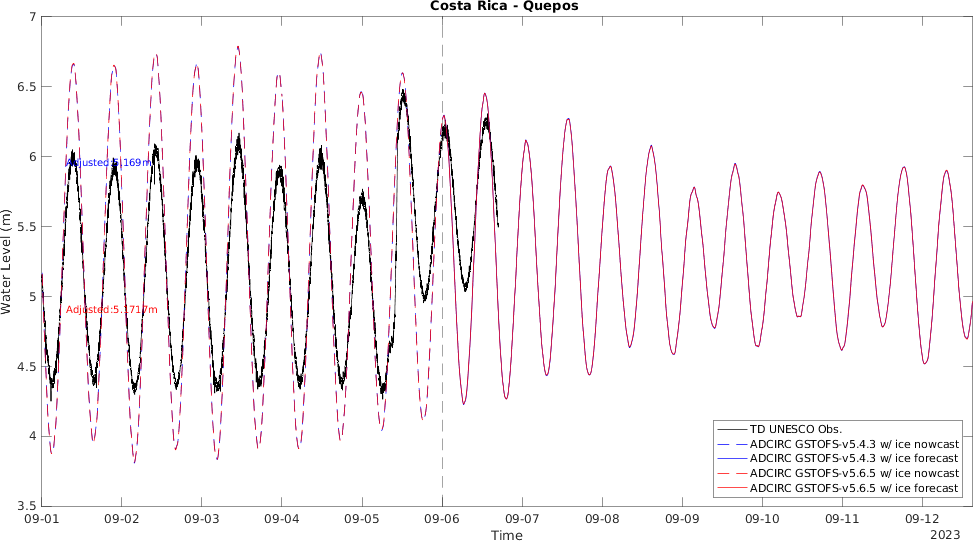 Costa Rica - Quepos
7
6.5
6
5.5
5
4.5
4
3.5
Water Level (m)
Adjusted:5.169m
Adjusted:5.1717m
TD UNESCO Obs.
ADCIRC GSTOFS-v5.4.3 w/ ice nowcast
ADCIRC GSTOFS-v5.4.3 w/ ice forecast
ADCIRC GSTOFS-v5.6.5 w/ ice nowcast
ADCIRC GSTOFS-v5.6.5 w/ ice forecast
09-01 09-02 09-03 09-04 09-05 09-06 09-07 09-08 09-09 09-10 09-11 09-12
Time
2023